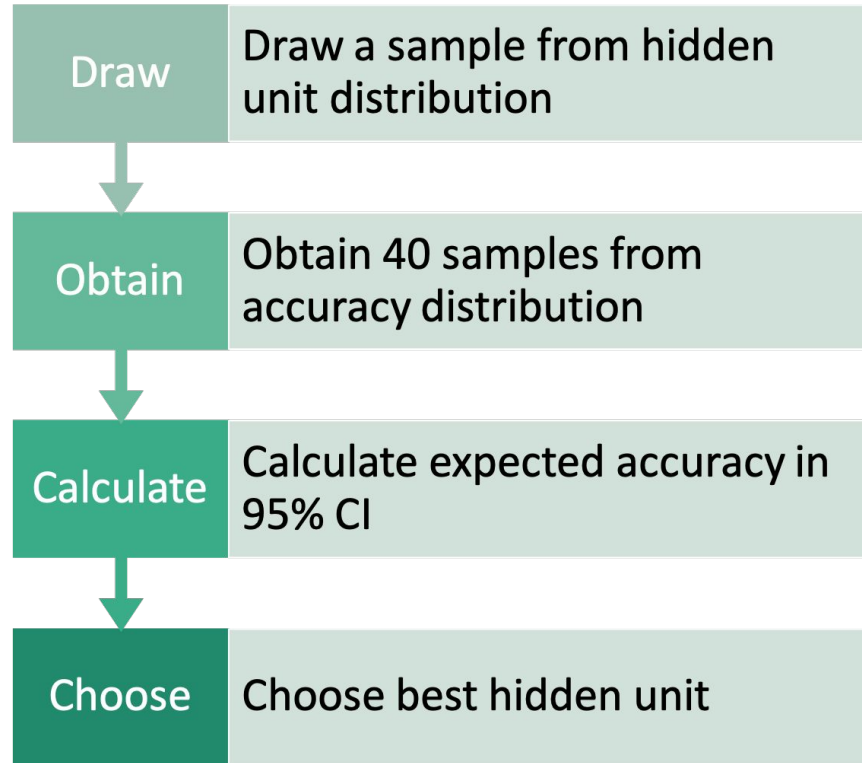 Draw
Draw a sample from hidden
unit distribution
Obtain
Obtain 40 samples from
accuracy distribution
Calculate
Calculate expected accuracy in
95% CI
Choose
Choose best hidden unit